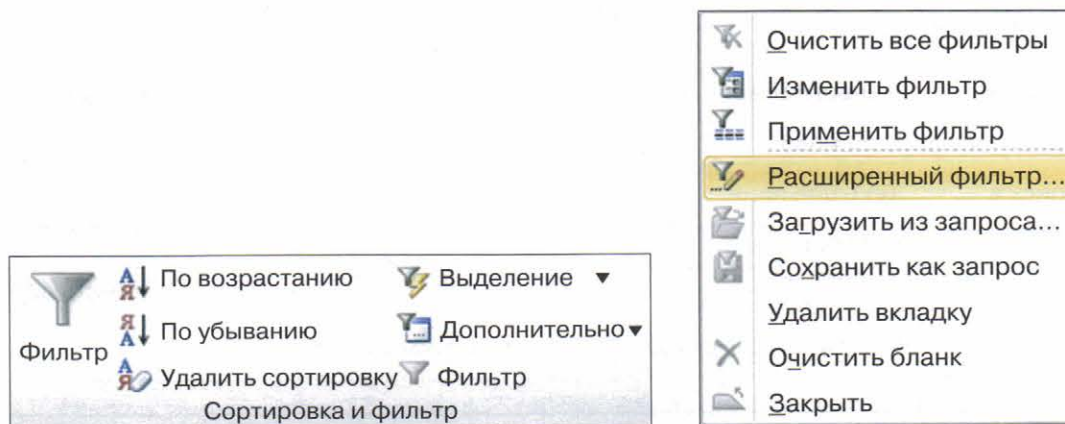 Фильтр
По возрастанию
По убыванию
Удалить сортировку
Выделение
Дополнительно
Фильтр
Сортировка и фильтр
Очистить все фильтры
Изменить фильтр
Применить фильтр
Расширенный фильтр...
Загрузить из запроса...
Сохранить как запрос
Удалить вкладку
Очистить бланк
Закрыть